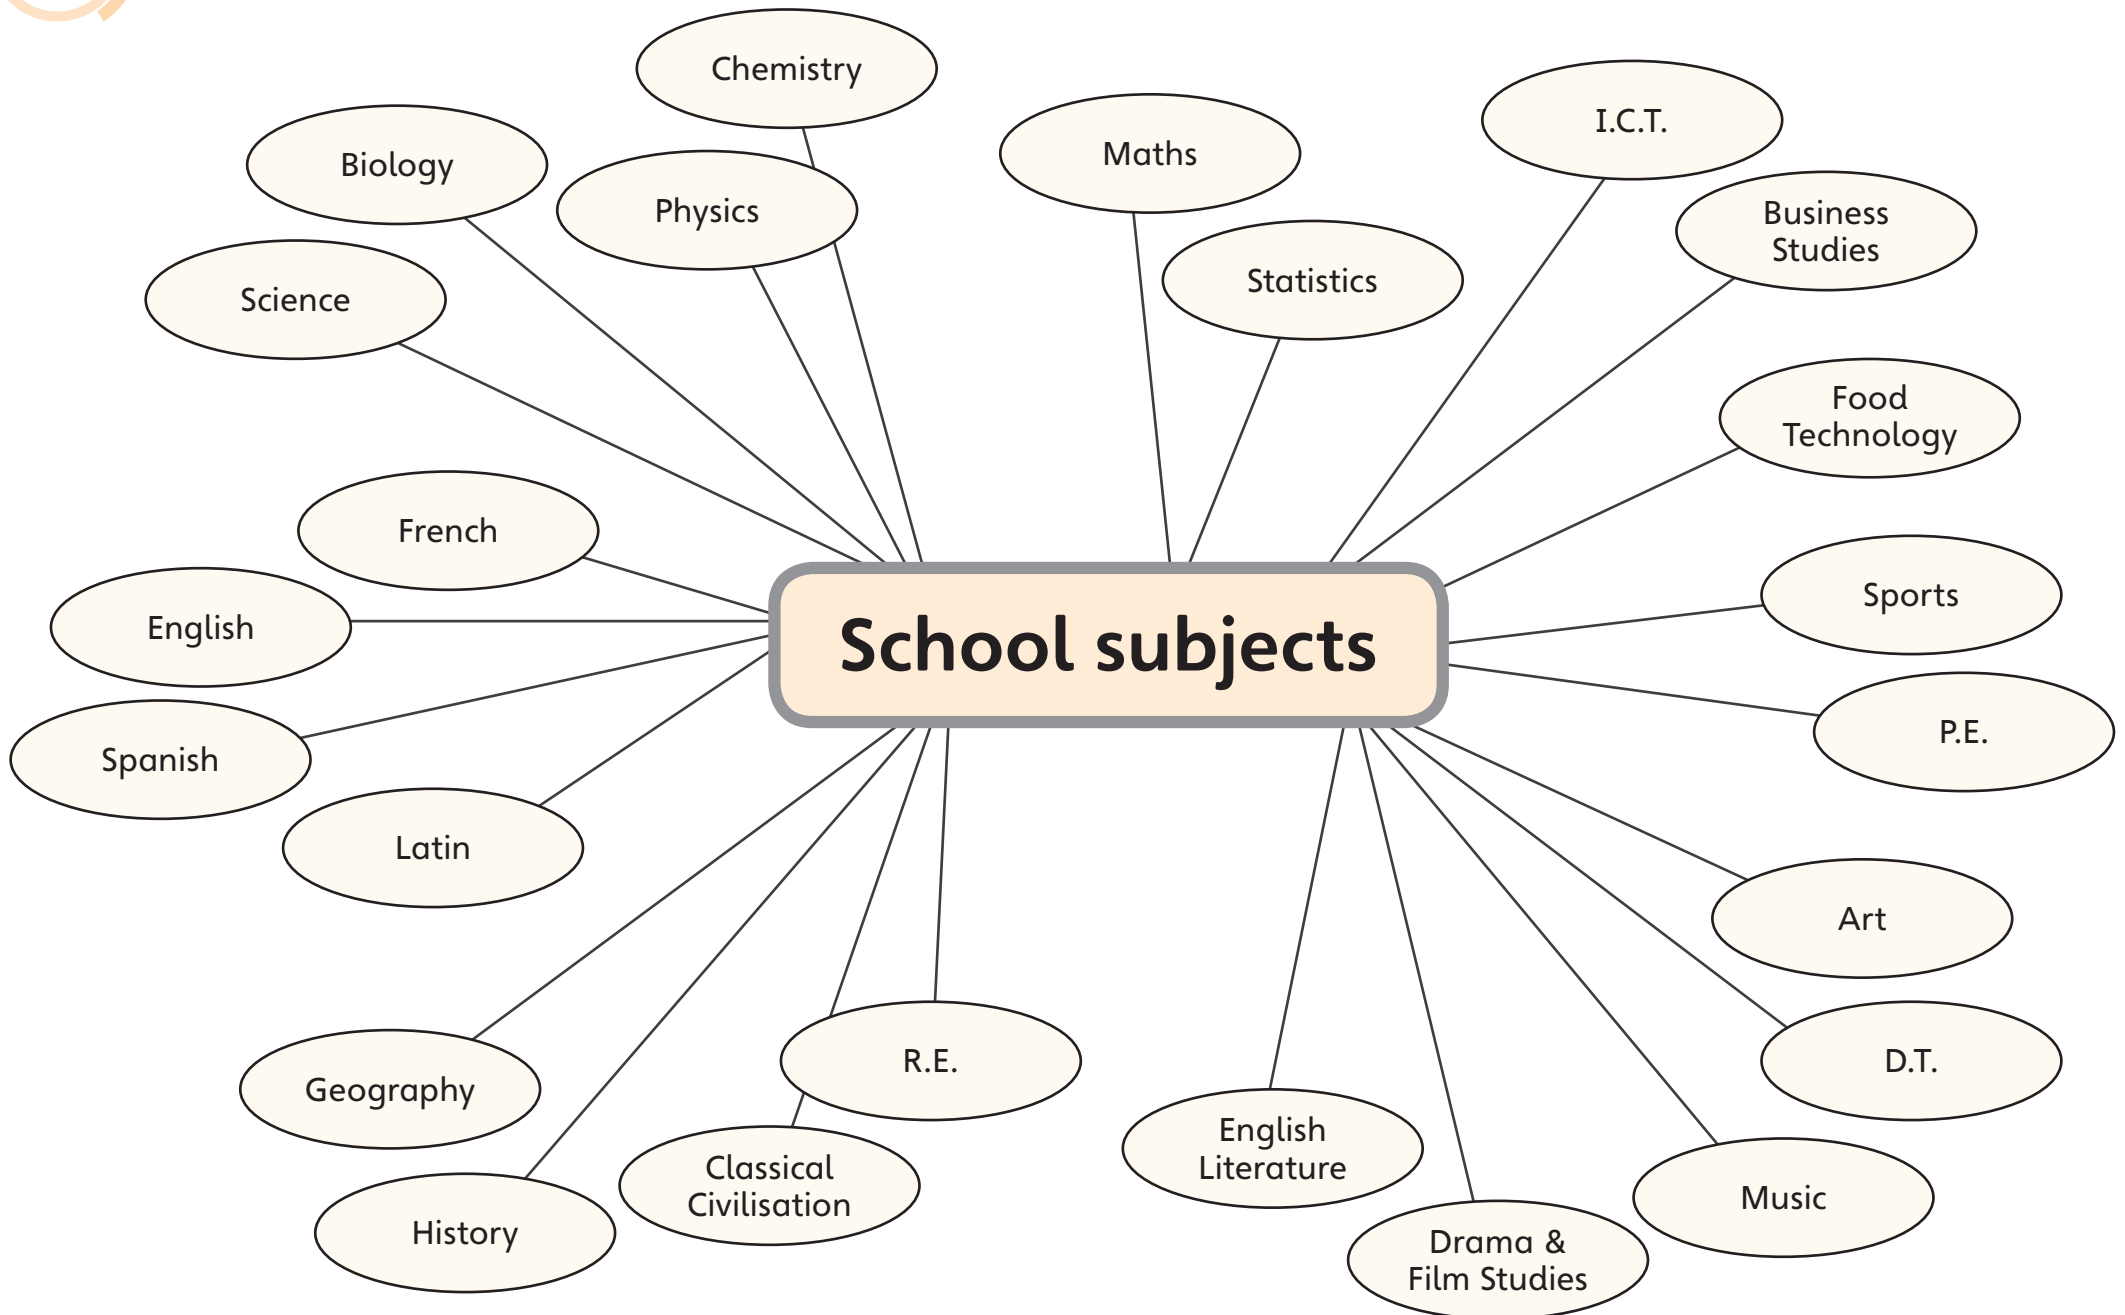 Chemistry
I.C.T.
Maths
Biology
Physics
Business
Studies
Statistics
Science
Food
Technology
French
Sports
English
School subjects
P.E.
Spanish
Latin
Art
R.E.
D.T.
Geography
English
Literature
Classical
Civilisation
Music
History
Drama &
Film Studies